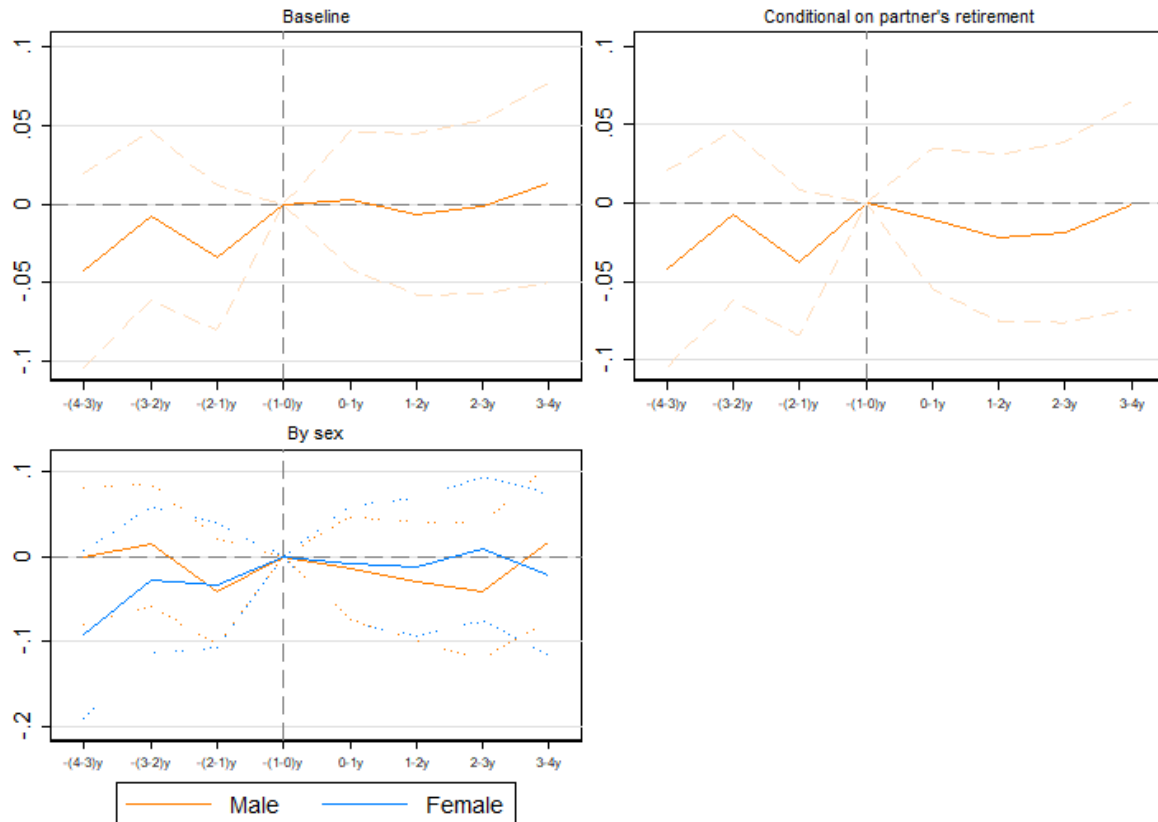 Baseline
.1
.05
0
-.05
-.1
-(4-3)y -(3-2)y -(2-1)y -(1-0)y 0-1y 1-2y 2-3y 3-4y
Conditional on partner's retirement
.1
.05
0
-.05
-.1
-(4-3)y -(3-2)y -(2-1)y -(1-0)y 0-1y 1-2y 2-3y 3-4y
By sex
.1
0
-.1
-.2
-(4-3)y -(3-2)y -(2-1)y -(1-0)y 0-1y 1-2y 2-3y 3-4y
Male Female